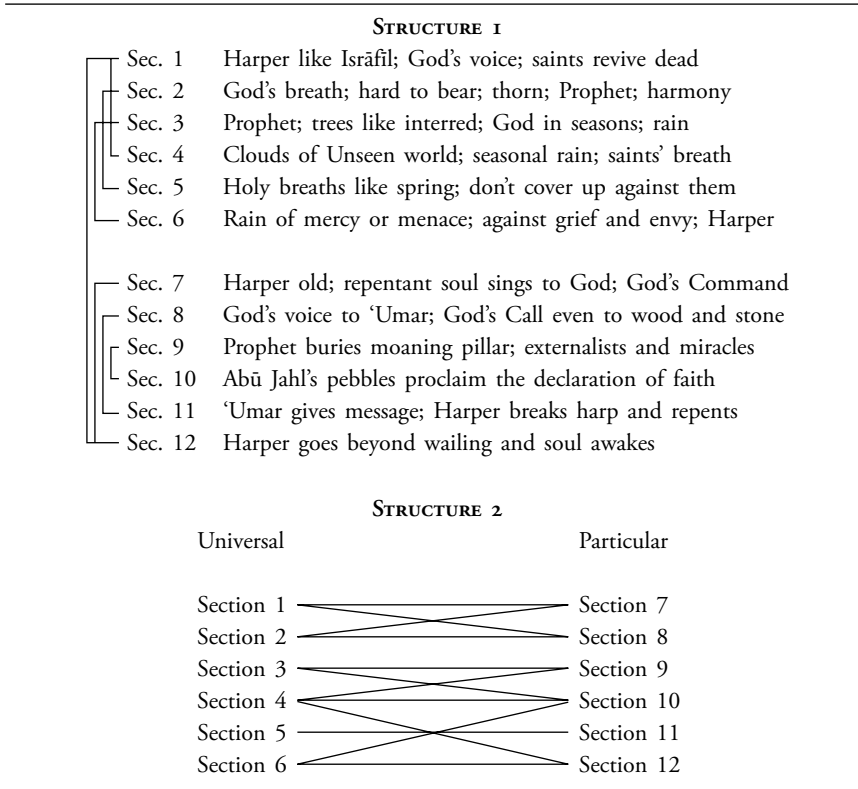 STRUCTURE 1
Sec. 1 Harper like Isrāfīl; God’s voice; saints revive dead
Sec. 2 God’s breath; hard to bear; thorn; Prophet; harmony
Sec. 3 Prophet; trees like interred; God in seasons; rain
Sec. 4 Clouds of Unseen world; seasonal rain; saints’ breath
Sec. 5 Holy breaths like spring; don’t cover up against them
Sec. 6 Rain of mercy or menace; against grief and envy; Harper
Sec. 7 Harper old; repentant soul sings to God; God’s Command
Sec. 8 God’s voice to ‘Umar; God’s Call even to wood and stone
Sec. 9 Prophet buries moaning pillar; externalists and miracles
Sec. 10 Abū Jahl’s pebbles proclaim the declaration of faith
Sec. 11 ‘Umar gives message; Harper breaks harp and repents
Sec. 12 Harper goes beyond wailing and soul awakes
STRUCTURE 2
Universal Particular
Section 1 Section 7
Section 2 Section 8
Section 3 Section 9
Section 4 Section 10
Section 5 Section 11
Section 6 Section 12